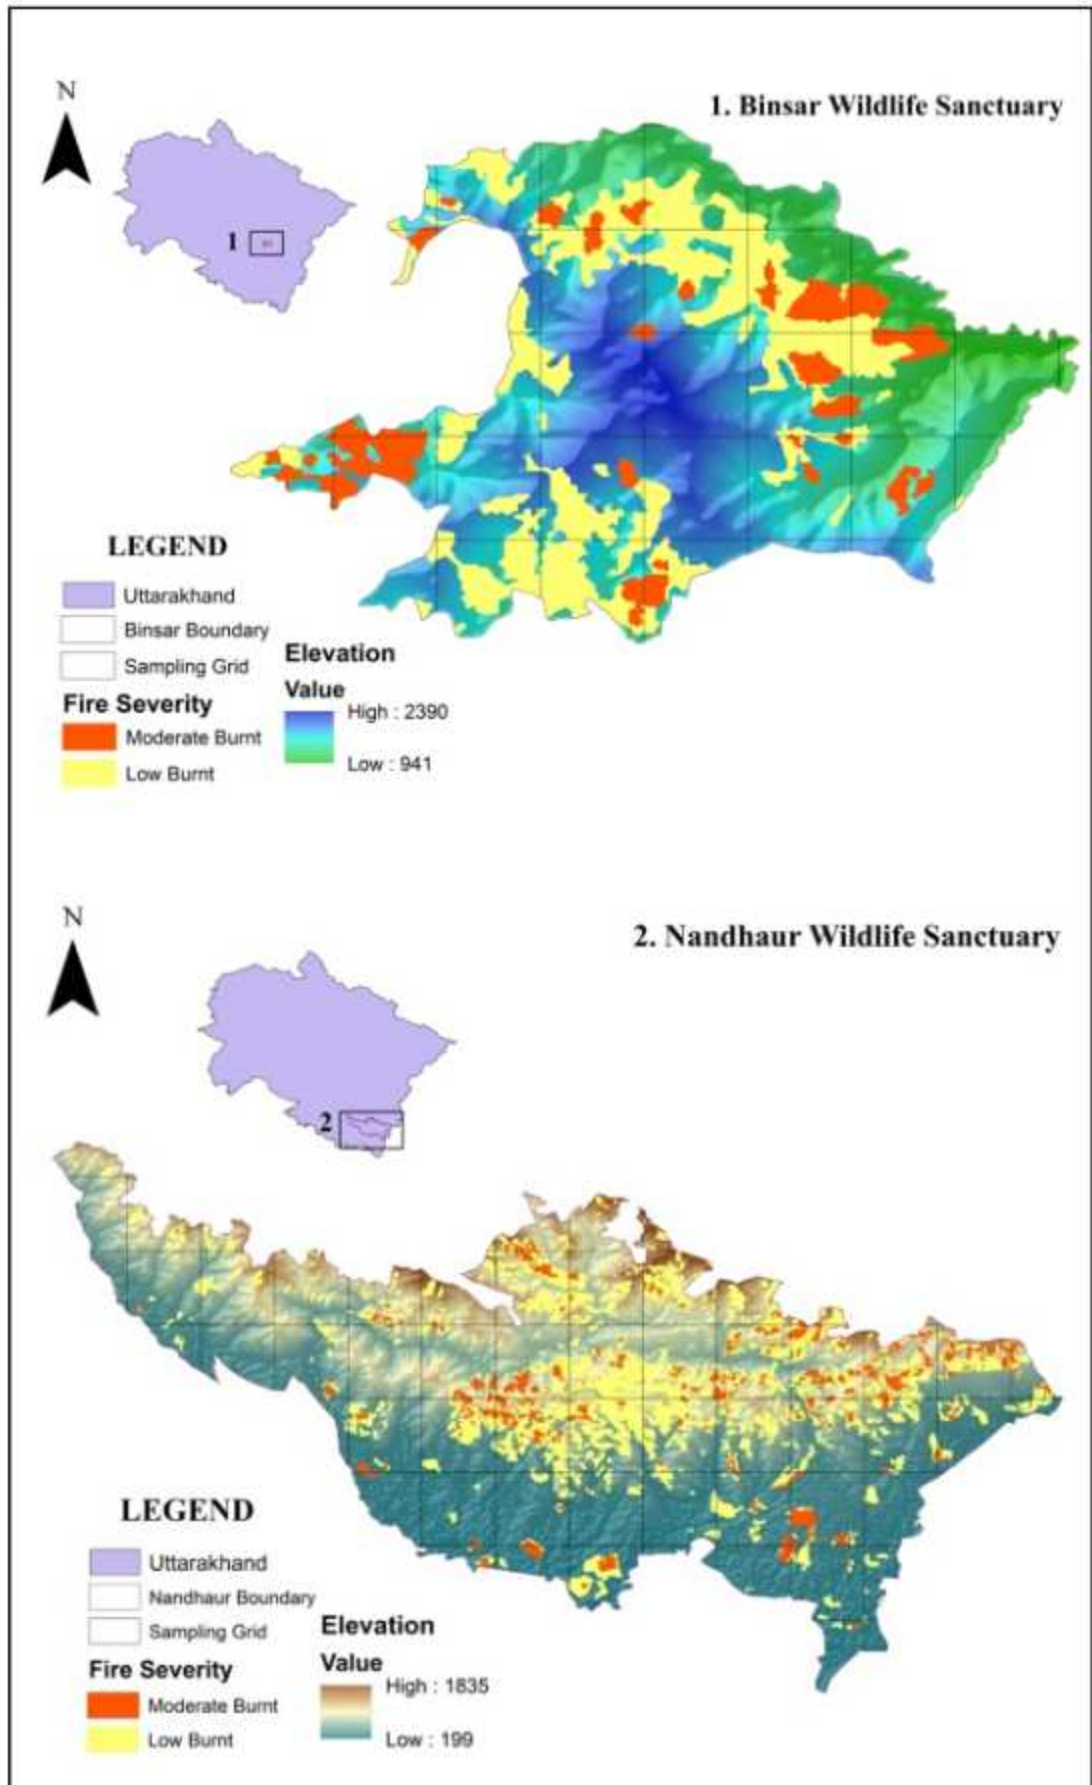 N
1. Binsar Wildlife Sanctuary
1
LEGEND
Uttarakhand
Binsar Boundary
Sampling Grid
Fire Severity
Moderate Burnt
Low Burnt
Elevation
Value
High : 2390
Low : 941
N
2. Nandhaur Wildlife Sanctuary
2
LEGEND
Uttarakhand
Nandhaur Boundary
Sampling Grid
Fire Severity
Moderate Burnt
Low Burnt
Elevation
Value
High : 1835
Low : 199